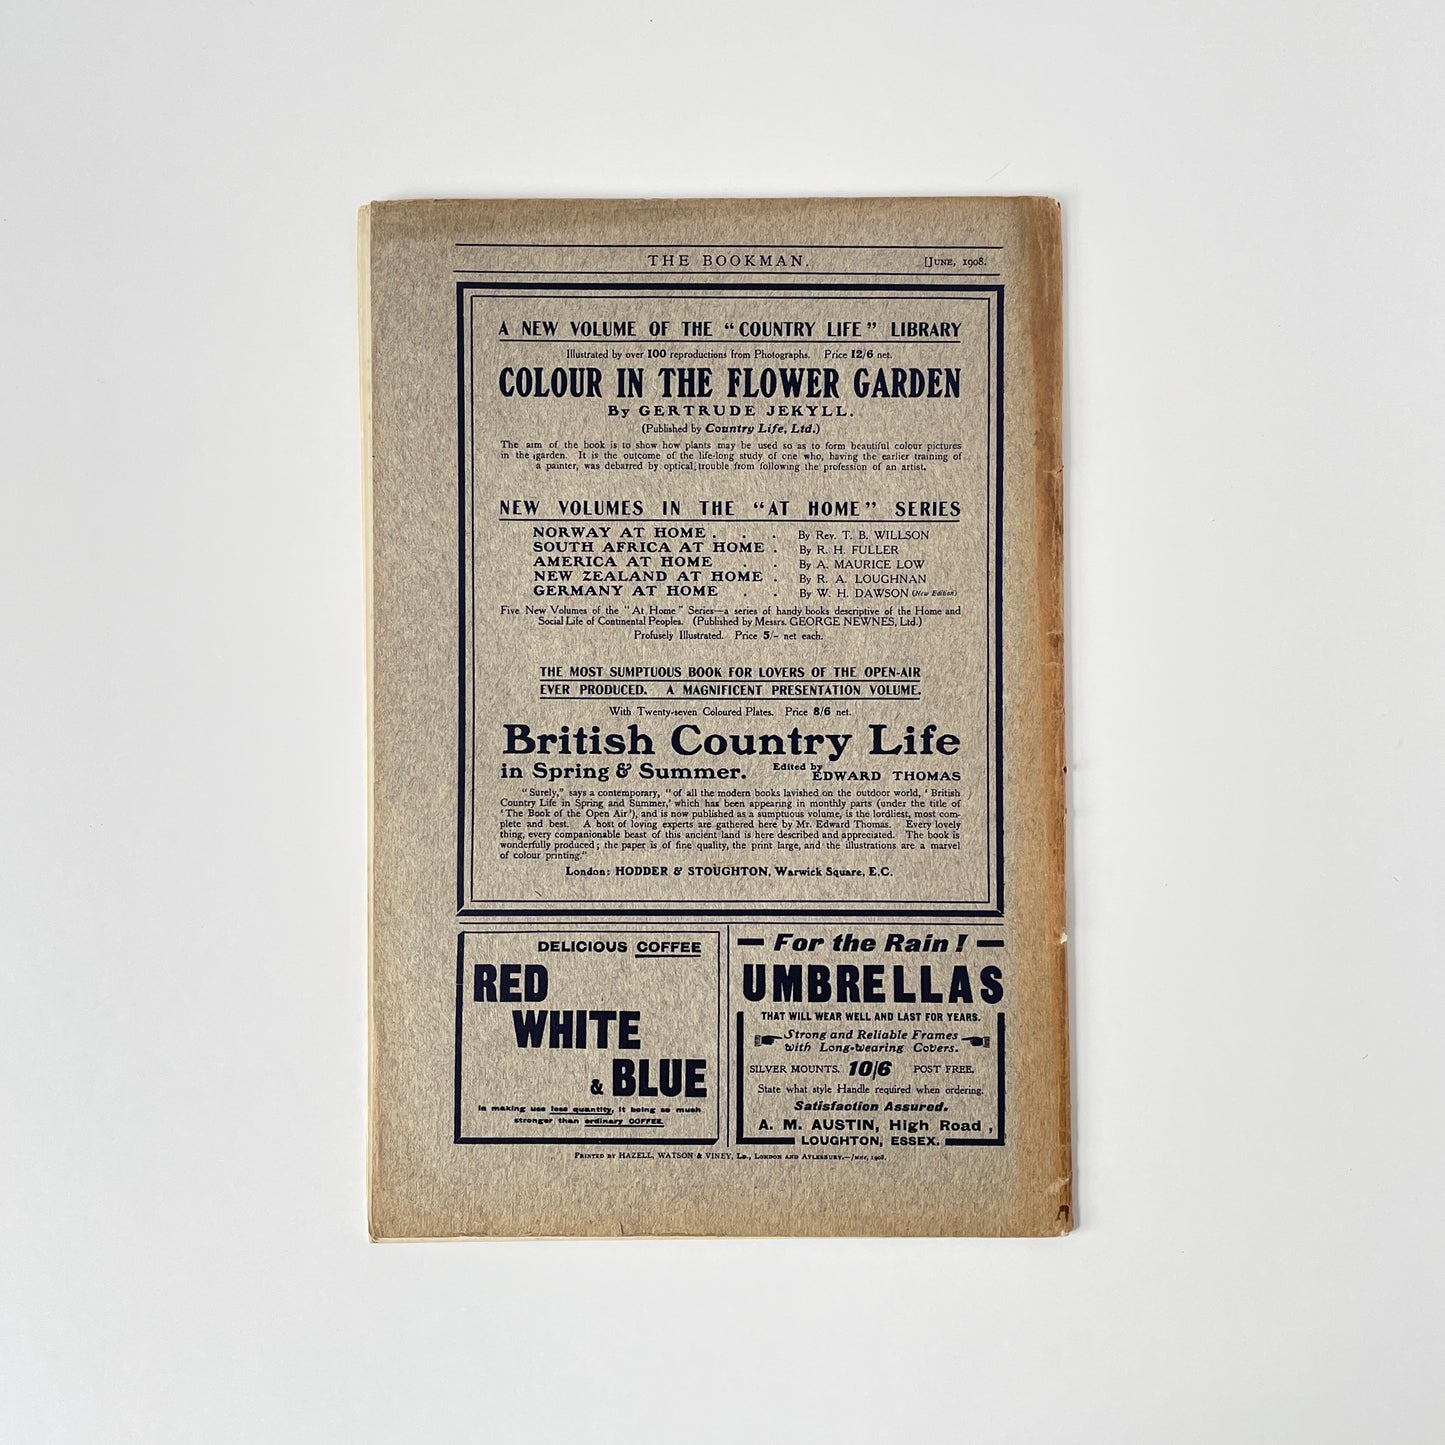 THE BOOKMAN.
[JUNE, 1908.
A NEW VOLUME OF THE "COUNTRY LIFE" LIBRARY
Illustrated by over 100 reproductions from Photographs. Price 12/6 net.
COLOUR IN THE FLOWER GARDEN
By GERTRUDE JEKYLL.
(Published by Country Life, Ltd.)
The aim of the book is to show how plants may be used so as to form beautiful colour pictures
in the garden. It is the outcome of the life-long study of one who, having the earlier training of
a painter, was debarred by optical trouble from following the profession of an artist.
NEW VOLUMES IN THE "AT HOME" SERIES
NORWAY AT HOME . . . By Rev. T. B. WILLSON
SOUTH AFRICA AT HOME . By R. H. FULLER
AMERICA AT HOME . . By A. MAURICE LOW
NEW ZEALAND AT HOME . By R. A. LOUGHNAN
GERMANY AT HOME . . By W. H. DAWSON (New Edition)
Five New Volumes of the "At Home" Series—a series of handy books descriptive of the Home and
Social Life of Continental Peoples. (Published by Messrs. GEORGE NEWNES, Ltd.)
Profusely Illustrated. Price 5/- net each.
THE MOST SUMPTUOUS BOOK FOR LOVERS OF THE OPEN-AIR
EVER PRODUCED. A MAGNIFICENT PRESENTATION VOLUME.
With Twenty-seven Coloured Plates. Price 8/6 net.
British Country Life
in Spring & Summer. Edited by EDWARD THOMAS
"Surely," says a contemporary, "of all the modern books lavished on the outdoor world, 'British
Country Life in Spring and Summer,' which has been appearing in monthly parts (under the title of
'The Book of the Open Air'), and is now published as a sumptuous volume, is the lordliest, most com-
plete and best. A host of loving experts are gathered here by Mr. Edward Thomas. Every lovely
thing, every companionable beast of this ancient land is here described and appreciated. The book is
wonderfully produced; the paper is of fine quality, the print large, and the illustrations are a marvel
of colour printing."
London: HODDER & STOUGHTON, Warwick Square, E.C.
DELICIOUS COFFEE
RED
WHITE
& BLUE
In making use less quantity, it being so much
stronger than ordinary COFFEE.
For the Rain!
UMBRELLAS
THAT WILL WEAR WELL AND LAST FOR YEARS.
Strong and Reliable Frames
with Long-wearing Covers.
SILVER MOUNTS. 10/6 POST FREE.
State what style Handle required when ordering.
Satisfaction Assured.
A. M. AUSTIN, High Road,
LOUGHTON, ESSEX.
PRINTED BY HAZELL, WATSON & VINEY, LD., LONDON AND AYLESBURY.—June, 1908.